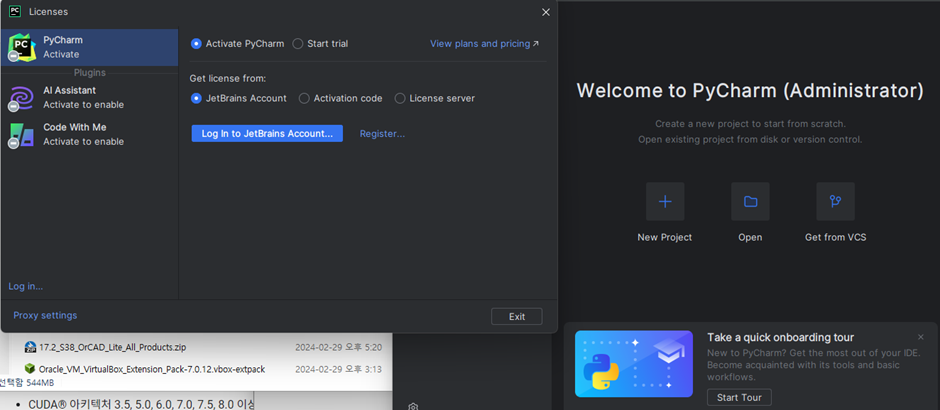 Licenses
PyCharm
Activate
Plugins
AI Assistant
Activate to enable
Code With Me
Activate to enable
Log in...
Proxy settings
Activate PyCharm
Start trial
View plans and pricing
Get license from:
JetBrains Account
Activation code
License server
Log In to JetBrains Account...
Register...
Exit
Welcome to PyCharm (Administrator)
Create a new project to start from scratch.
Open existing project from disk or version control.
New Project
Open
Get from VCS
Take a quick onboarding tour
New to PyCharm? Get the most out of your IDE.
Become acquainted with its tools and basic
workflows.
Start Tour
17.2_S38_OrCAD_Lite_All_Products.zip 2024-02-29 오후 5:20
Oracle_VM_VirtualBox_Extension_Pack-7.0.12.vbox-extpack 2024-02-29 오후 3:13
선택함 544MB
• CUDA® 아키텍처 3.5, 5.0, 6.0, 7.0, 7.5, 8.0 이상